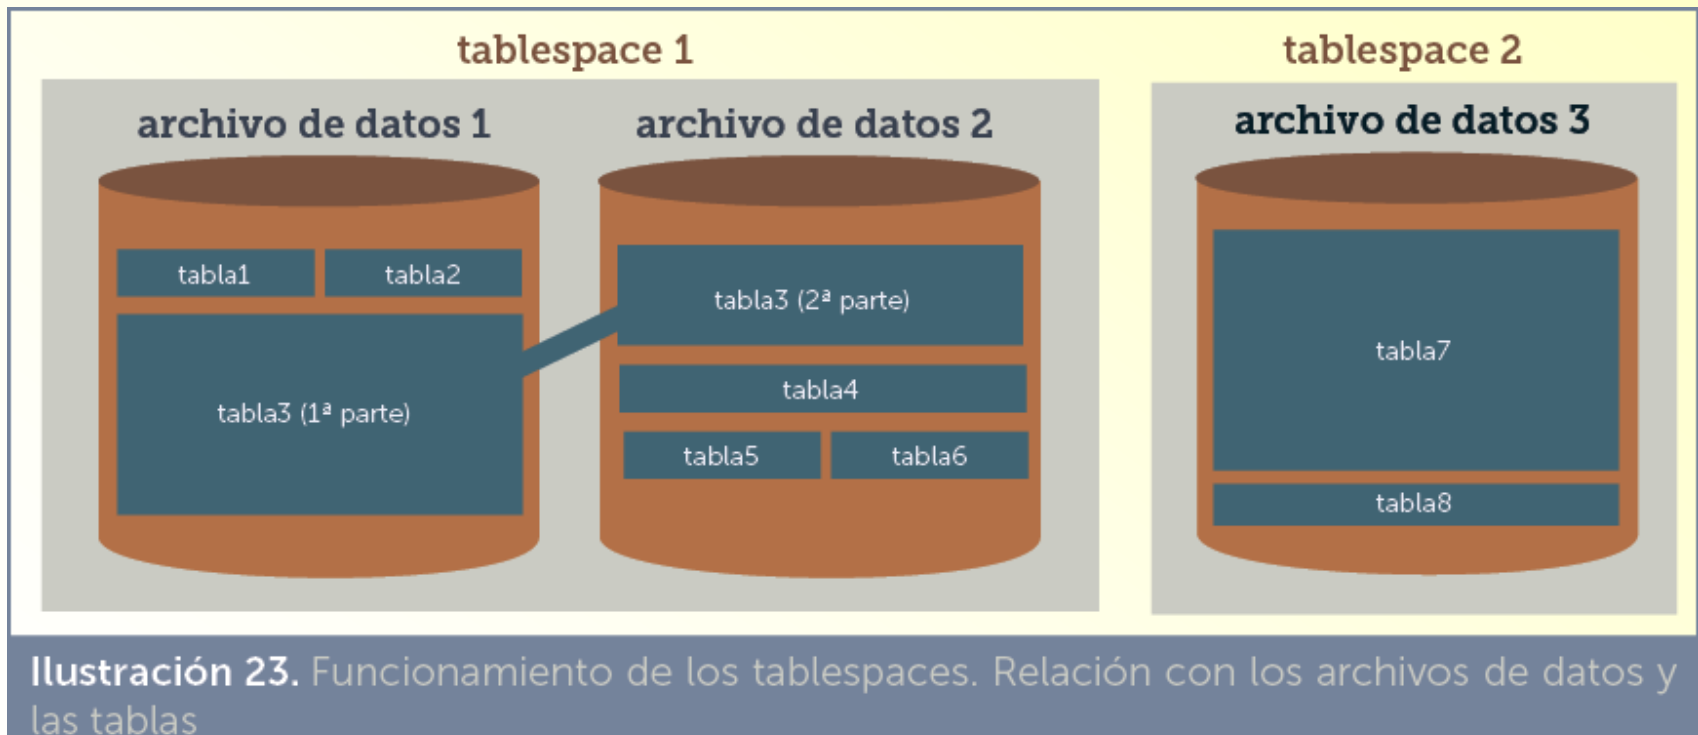 tablespace 1
tablespace 2
archivo de datos 1
archivo de datos 2
archivo de datos 3
tabla1
tabla2
tabla3 (1ª parte)
tabla3 (2ª parte)
tabla4
tabla5
tabla6
tabla7
tabla8
Ilustración 23. Funcionamiento de los tablespaces. Relación con los archivos de datos y
las tablas